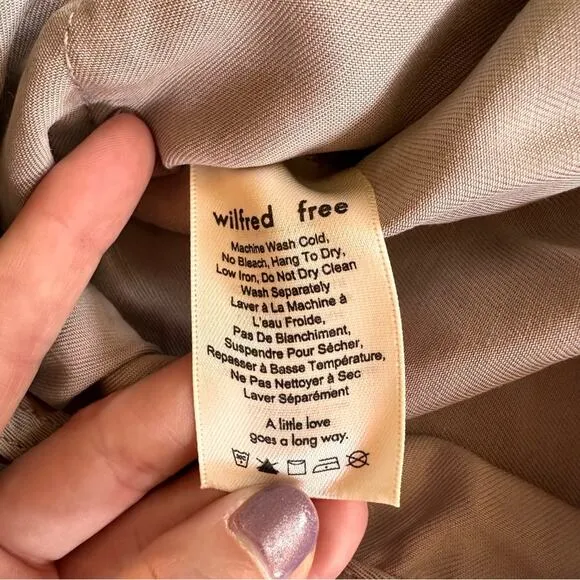 wilfred free
Machine Wash Cold,
No Bleach, Hang To Dry,
Low Iron, Do Not Dry Clean
Wash Separately
Laver À La Machine à
L'eau Froide,
Pas De Blanchiment,
Suspendre Pour Sécher,
Repasser à Basse Température,
Ne Pas Nettoyer à Sec
Laver Séparément
A little love
goes a long way.